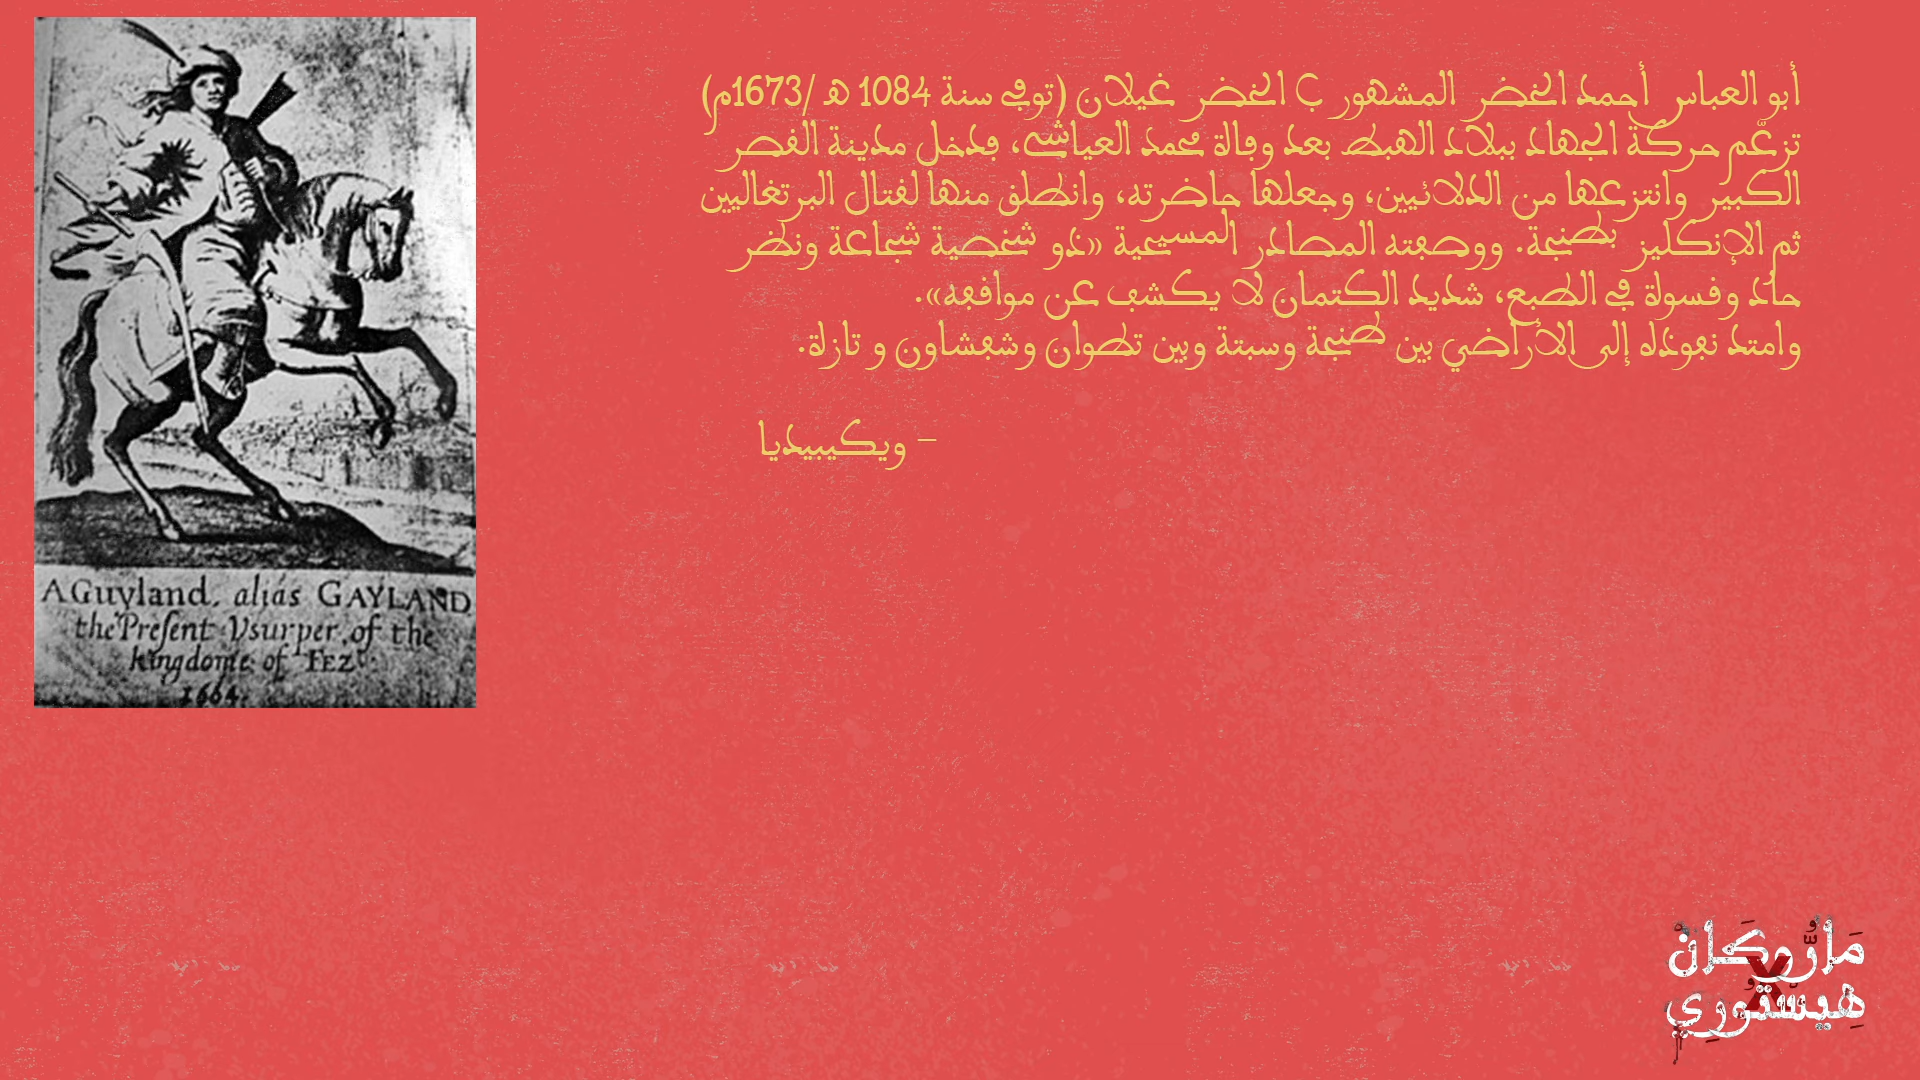 أبو العباس أحمد الخضر المشهور ب الخضر غيلان (توفي سنة 1084 هـ /1673م)
تزعّم حركة الجهاد ببلاد الهبط بعد وفاة محمد العياشي، فدخل مدينة القصر
الكبير وانتزعها من الدلائيين، وجعلها حاضرته، وانطلق منها لقتال البرتغاليين
ثم الإنكليز بطنجة. ووصفته المصادر المسيحية «ذو شخصية شجاعة ونظر
حاد وقسوة في الطبع، شديد الكتمان لا يكشف عن مواقفه».
وامتد نفوذه إلى الأراضي بين طنجة وسبتة وبين تطوان وشفشاون و تازة.
– ويكيبيديا
A Guyland, aliás GAYLAND
the Preſent Vsurper of the
kingdome of FEZ
1664.
مارُّوكان
X
هيستوري